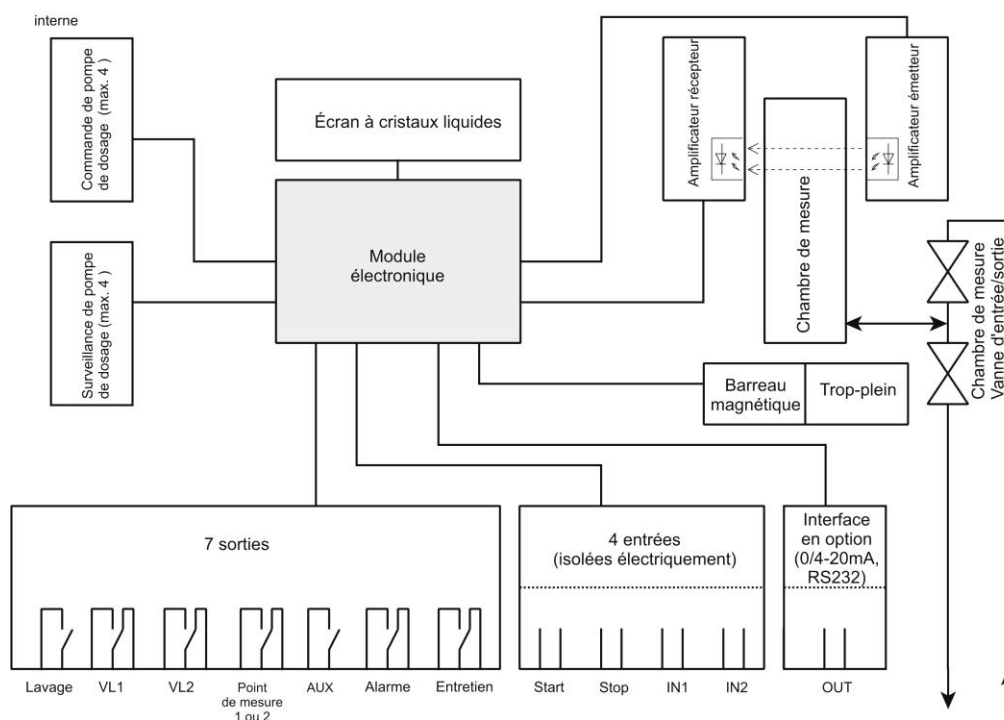 interne
Commande de pompe
de dosage (max. 4 )
Surveillance de pompe
de dosage (max. 4 )
Écran à cristaux liquides
Module
électronique
Amplificateur récepteur
Chambre de mesure
Amplificateur émetteur
Chambre de mesure
Vanne d'entrée/sortie
Barreau
magnétique
Trop-plein
7 sorties
Lavage
VL1
VL2
Point
de mesure
1 ou 2
AUX
Alarme
Entretien
4 entrées
(isolées électriquement)
Start
Stop
IN1
IN2
Interface
en option
(0/4-20mA,
RS232)
OUT